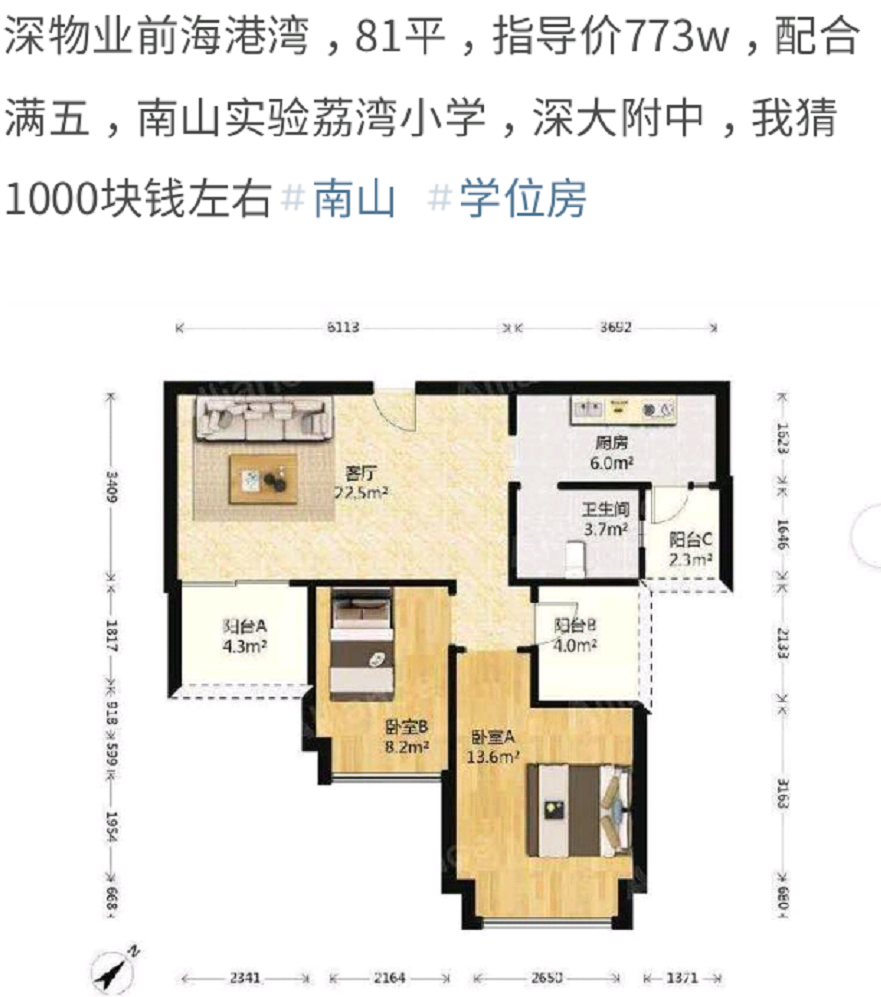 深物业前海港湾，81平，指导价773w，配合
满五，南山实验荔湾小学，深大附中，我猜
1000块钱左右#南山 #学位房
6113 3692
厨房
6.0m²
客厅
22.5m²
卫生间
3.7m²
阳台C
2.3m²
阳台A
4.3m²
阳台B
4.0m²
卧室B
8.2m²
卧室A
13.6m²
3409
1817
918
599
1954
668
1523
1646
2133
3163
680
N
2341 2164 2650 1371